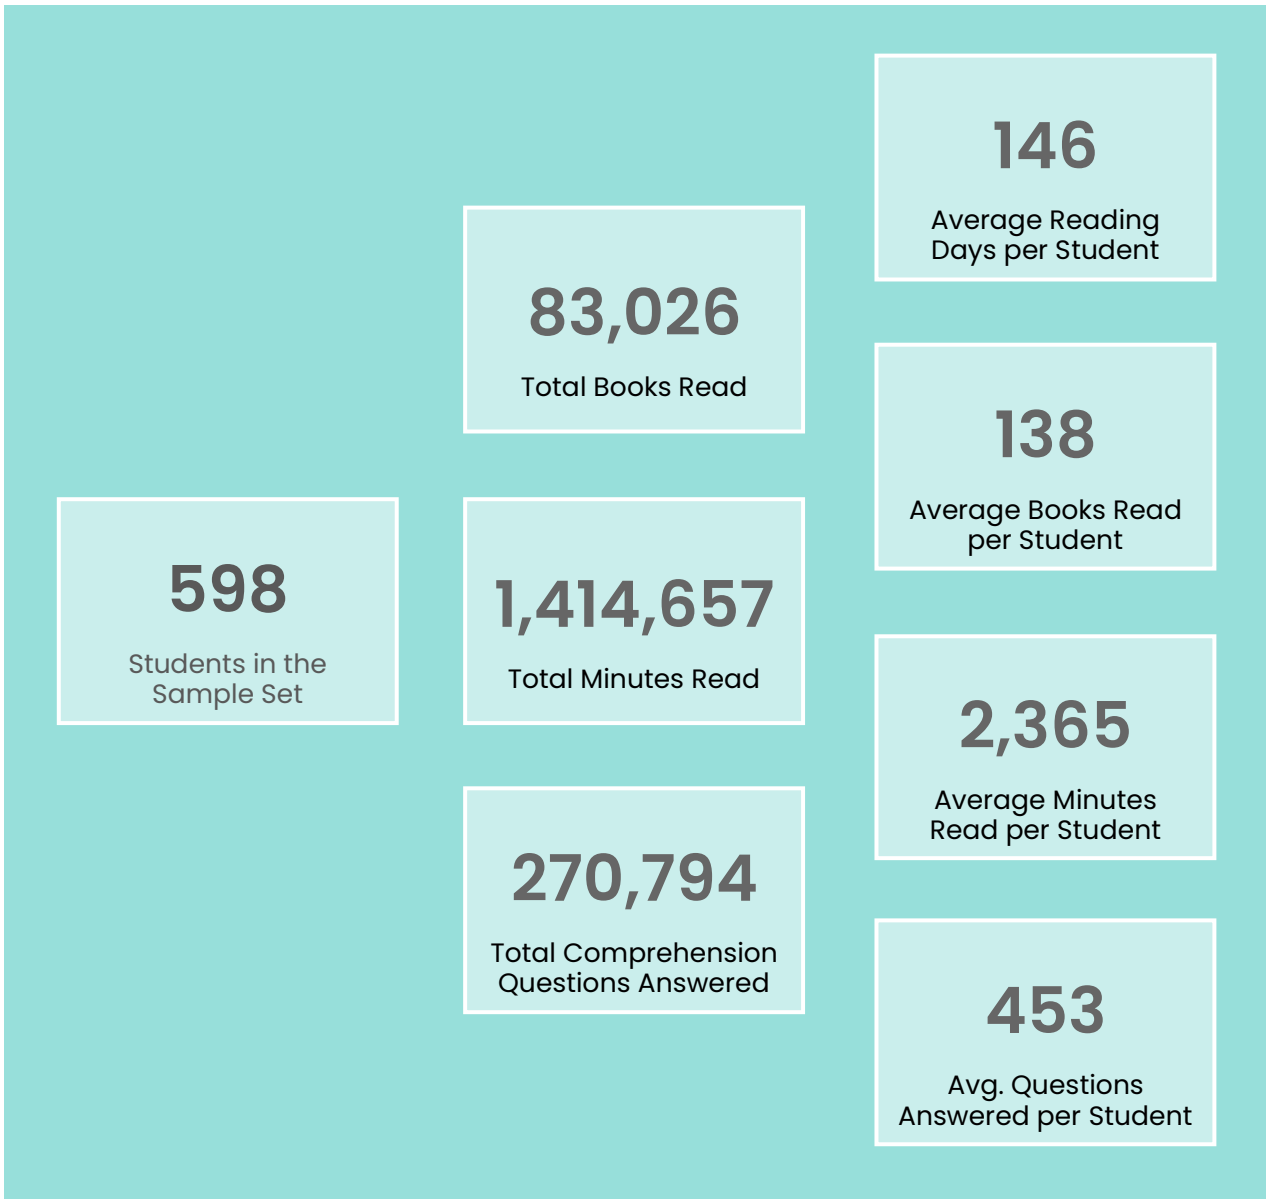 598
Students in the
Sample Set
83,026
Total Books Read
1,414,657
Total Minutes Read
270,794
Total Comprehension
Questions Answered
146
Average Reading
Days per Student
138
Average Books Read
per Student
2,365
Average Minutes
Read per Student
453
Avg. Questions
Answered per Student